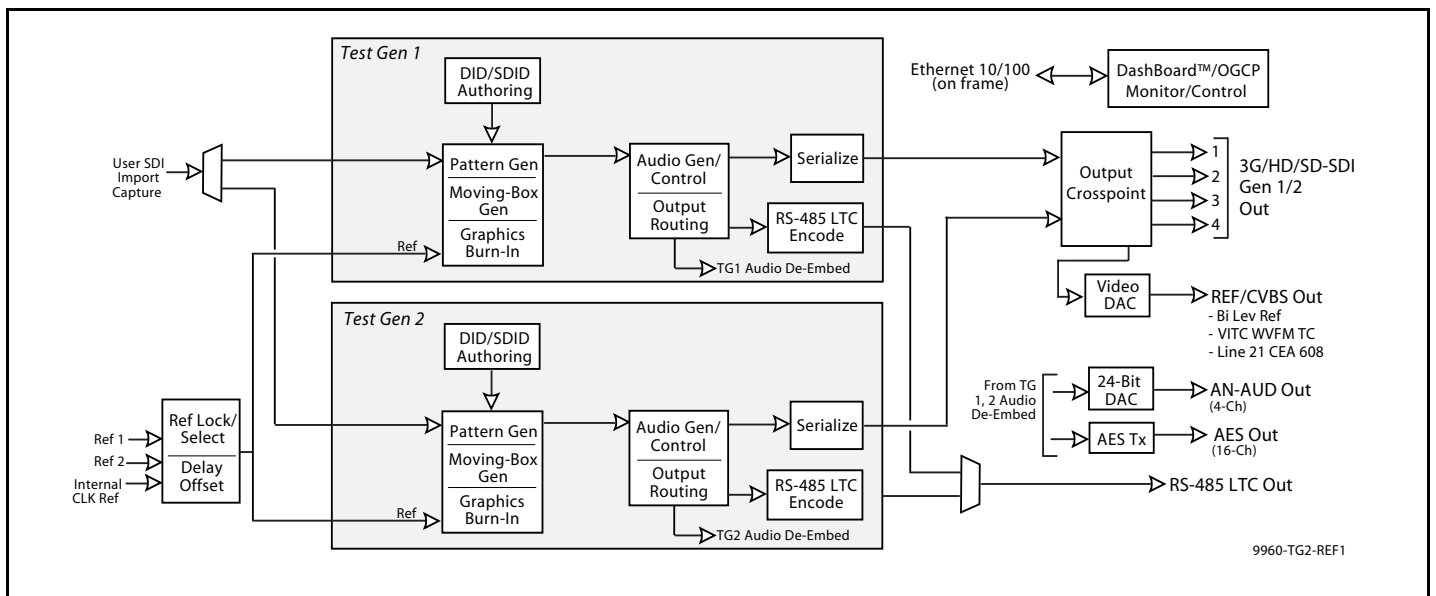 Test Gen 1
DID/SDID
Authoring
User SDI
Import
Capture
Pattern Gen
Moving-Box
Gen
Graphics
Burn-In
Ref
Audio Gen/
Control
Output
Routing
Serialize
RS-485 LTC
Encode
TG1 Audio De-Embed
Ethernet 10/100
(on frame)
DashBoard™/OGCP
Monitor/Control
Output
Crosspoint
1
2
3
4
3G/HD/SD-SDI
Gen 1/2
Out
Video
DAC
REF/CVBS Out
- Bi Lev Ref
- VITC WVFM TC
- Line 21 CEA 608
Test Gen 2
DID/SDID
Authoring
Pattern Gen
Moving-Box
Gen
Graphics
Burn-In
Ref
Audio Gen/
Control
Output
Routing
Serialize
RS-485 LTC
Encode
TG2 Audio De-Embed
Ref 1
Ref 2
Internal
CLK Ref
Ref Lock/
Select
Delay
Offset
From TG
1, 2 Audio
De-Embed
24-Bit
DAC
AN-AUD Out
(4-Ch)
AES Tx
AES Out
(16-Ch)
RS-485 LTC Out
9960-TG2-REF1